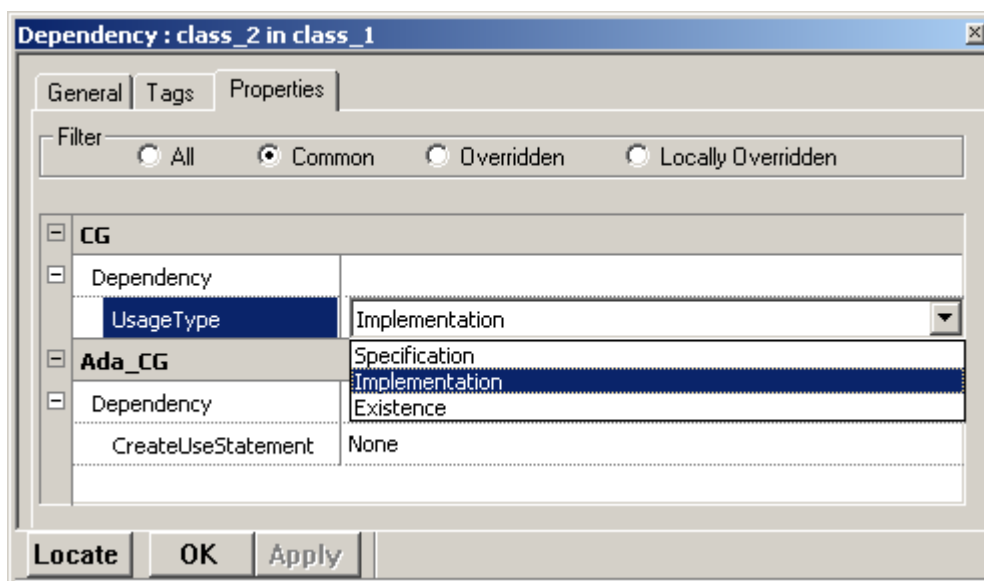 Dependency : class_2 in class_1
General Tags Properties
Filter
All Common Overridden Locally Overridden
CG
Dependency
UsageType Implementation
Specification
Ada_CG
Implementation
Dependency
Existence
CreateUseStatement None
Locate OK Apply